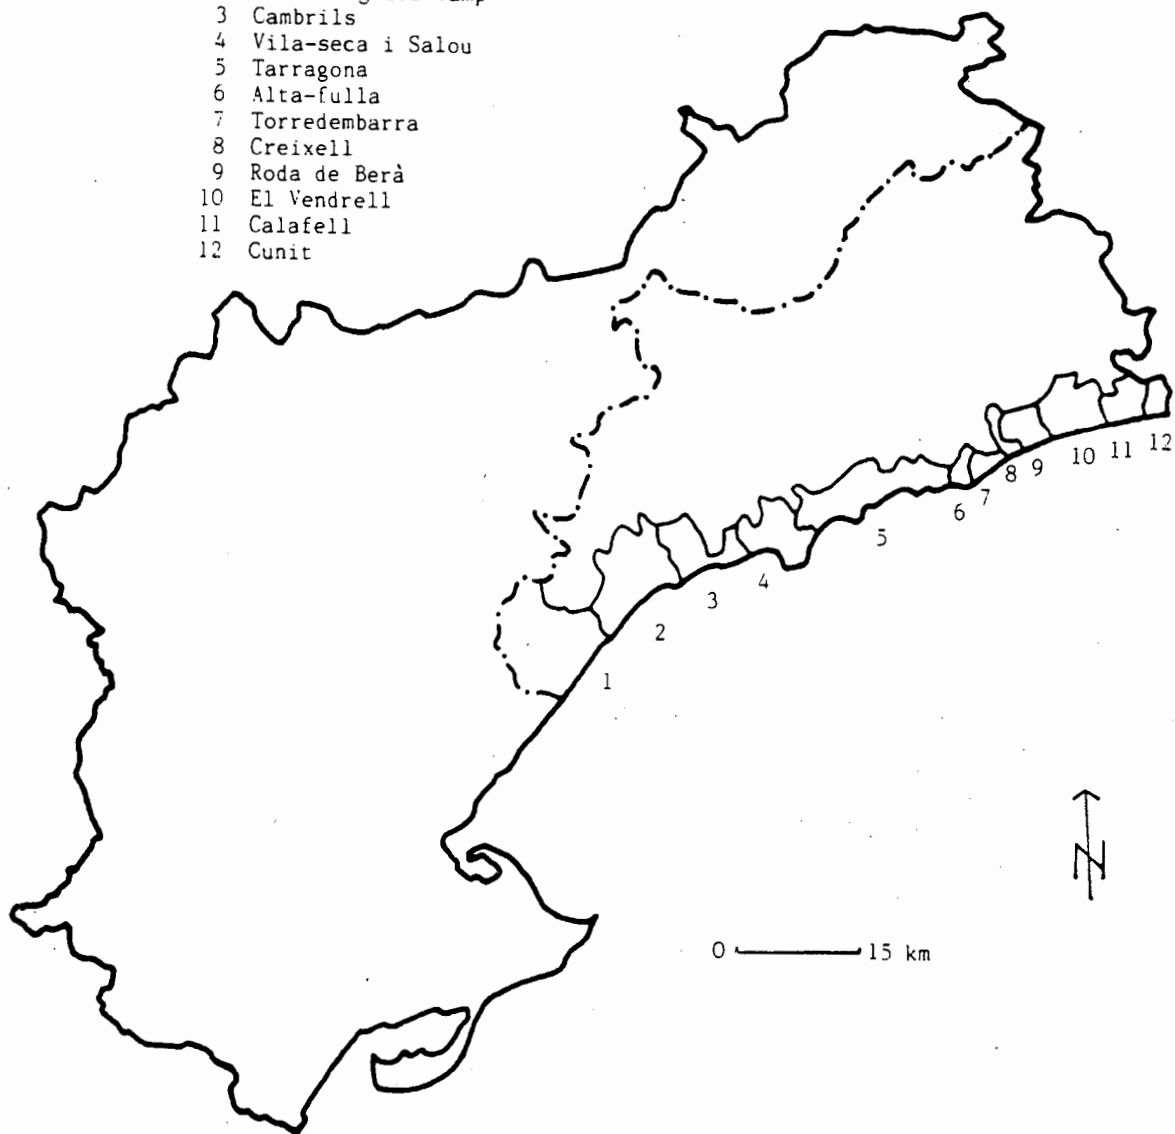 3 Cambrils
4 Vila-seca i Salou
5 Tarragona
6 Alta-fulla
7 Torredembarra
8 Creixell
9 Roda de Berà
10 El Vendrell
11 Calafell
12 Cunit
12
11
10
9
8
7
6
5
4
3
2
1
N
0 15 km